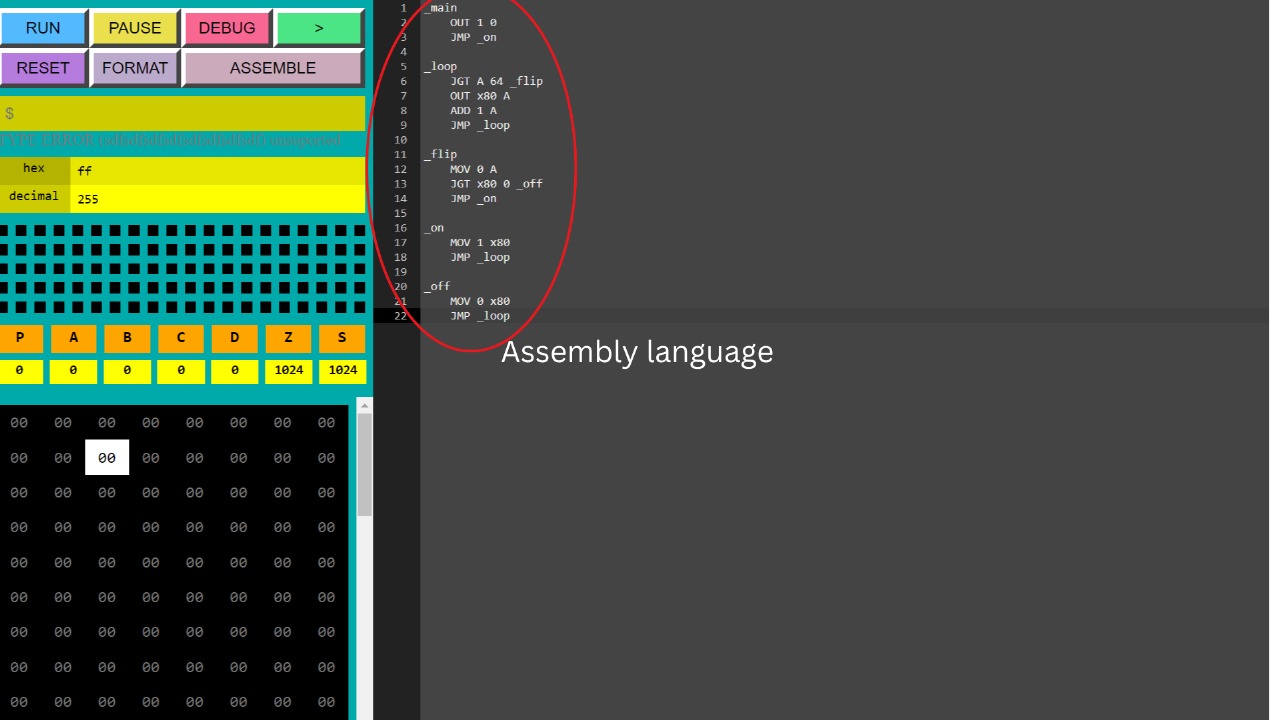 RUN PAUSE DEBUG >
RESET FORMAT ASSEMBLE
$
TYPE ERROR
hex ff
decimal 255
P A B C D Z S
0 0 0 0 0 1024 1024
00 00 00 00 00 00 00 00
00 00 00 00 00 00 00 00
00 00 00 00 00 00 00 00
00 00 00 00 00 00 00 00
00 00 00 00 00 00 00 00
00 00 00 00 00 00 00 00
00 00 00 00 00 00 00 00
00 00 00 00 00 00 00 00
00 00 00 00 00 00 00 00
1 _main
2 OUT 1 0
3 JMP _on
4
5 _loop
6 JGT A 64 _flip
7 OUT x80 A
8 ADD 1 A
9 JMP _loop
10
11 _flip
12 MOV 0 A
13 JGT x80 0 _off
14 JMP _on
15
16 _on
17 MOV 1 x80
18 JMP _loop
19
20 _off
21 MOV 0 x80
22 JMP _loop
Assembly language